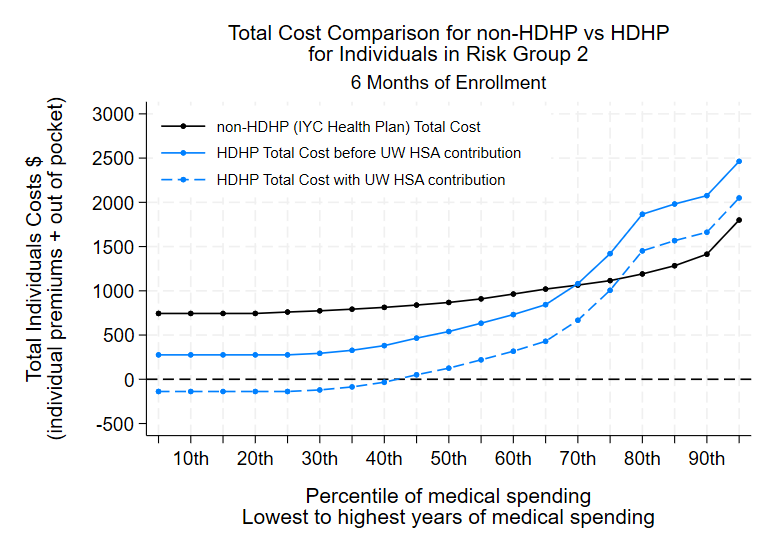 Total Cost Comparison for non-HDHP vs HDHP
for Individuals in Risk Group 2
6 Months of Enrollment
Total Individuals Costs $
(individual premiums + out of pocket)
3000
2500
2000
1500
1000
500
0
-500
non-HDHP (IYC Health Plan) Total Cost
HDHP Total Cost before UW HSA contribution
HDHP Total Cost with UW HSA contribution
10th 20th 30th 40th 50th 60th 70th 80th 90th
Percentile of medical spending
Lowest to highest years of medical spending